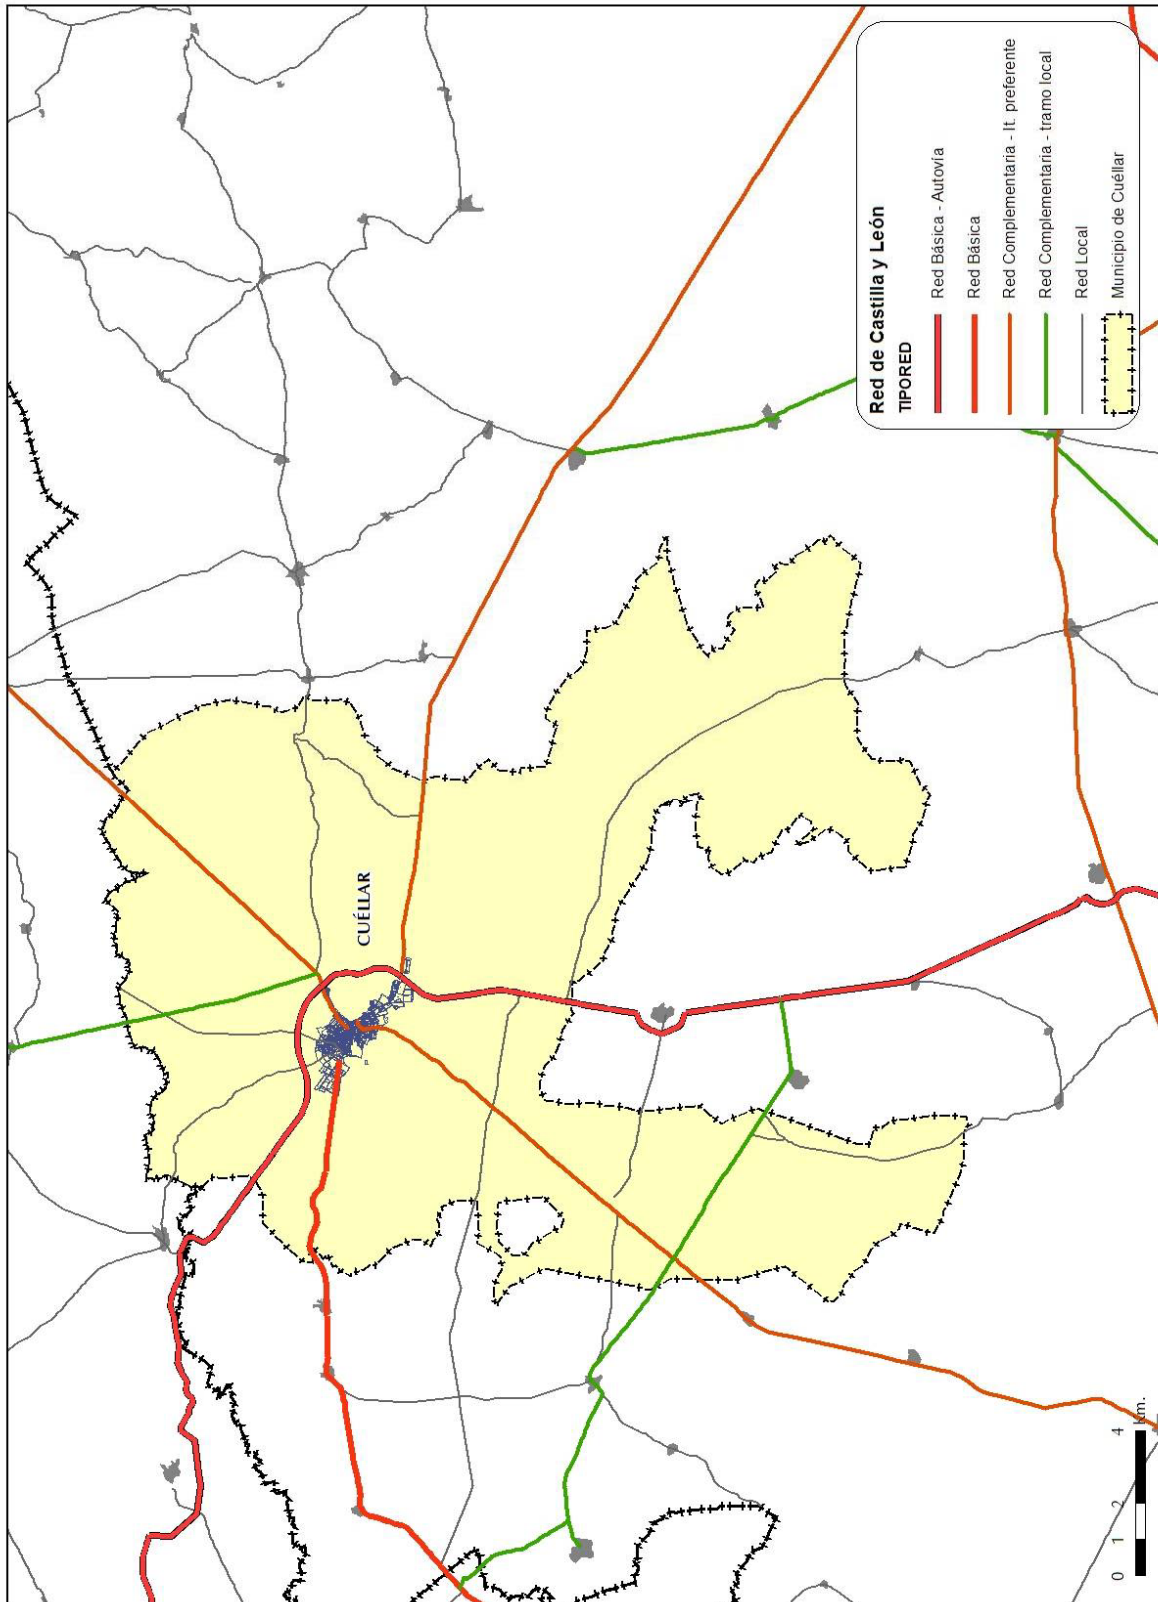 CUÉLLAR
Red de Castilla y León
TIPORED
Red Básica - Autovía
Red Básica
Red Complementaria - It. preferente
Red Complementaria - tramo local
Red Local
Municipio de Cuéllar
0 1 2 4
km.